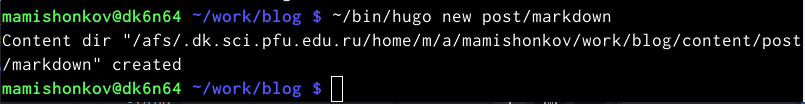 mamishonkov@dk6n64 ~/work/blog $ ~/bin/hugo new post/markdown
Content dir "/afs/.dk.sci.pfu.edu.ru/home/m/a/mamishonkov/work/blog/content/post
/markdown" created
mamishonkov@dk6n64 ~/work/blog $